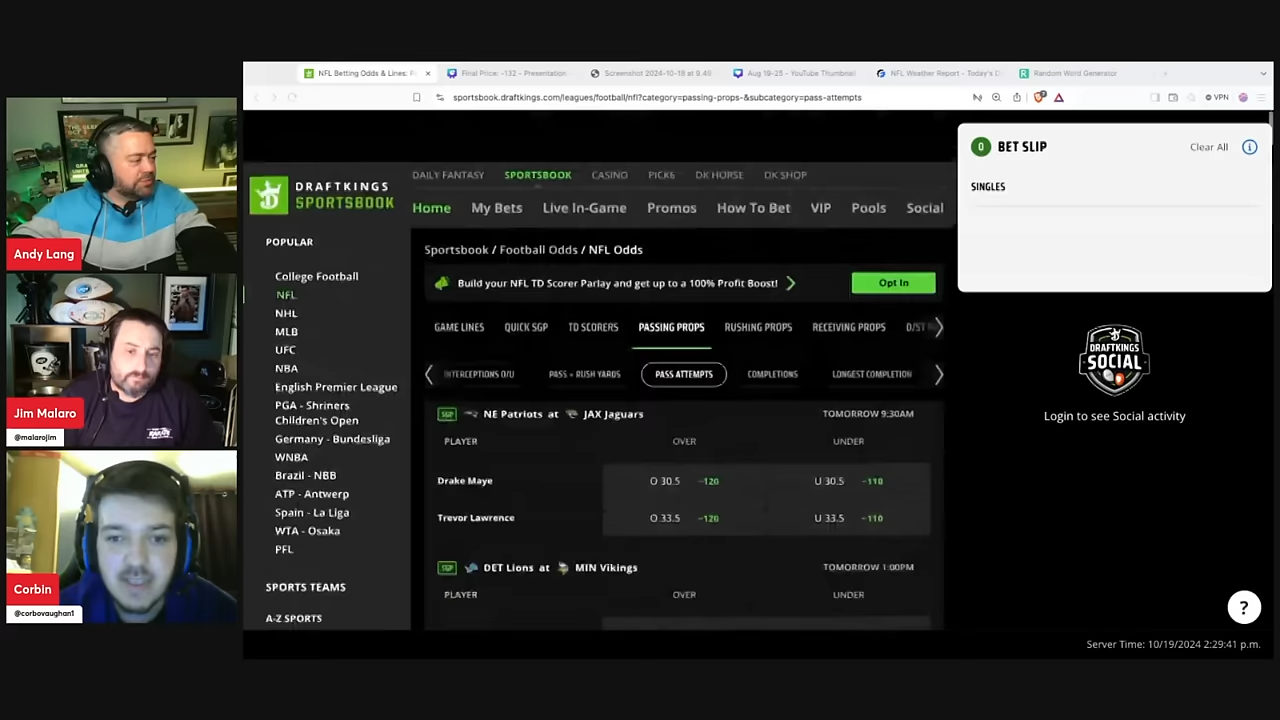 NFL Betting Odds & Lines: F
Final Price: -132 - Presentation
Screenshot 2024-10-18 at 9.49
Aug 19-25 - YouTube Thumbnail
NFL Weather Report - Today's D
Random Word Generator
sportsbook.draftkings.com/leagues/football/nfl?category=passing-props-&subcategory=pass-attempts
VPN
Andy Lang
Jim Malaro
@malarojim
Corbin
@corbovaughan1
DRAFTKINGS
SPORTSBOOK
DAILY FANTASY SPORTSBOOK CASINO PICK6 DK HORSE DK SHOP
Home My Bets Live In-Game Promos How To Bet VIP Pools Social
POPULAR
College Football
NFL
NHL
MLB
UFC
NBA
English Premier League
PGA - Shriners
Children's Open
Germany - Bundesliga
WNBA
Brazil - NBB
ATP - Antwerp
Spain - La Liga
WTA - Osaka
PFL
SPORTS TEAMS
A-Z SPORTS
Sportsbook / Football Odds / NFL Odds
Build your NFL TD Scorer Parlay and get up to a 100% Profit Boost!
Opt In
GAME LINES QUICK SGP TD SCORERS PASSING PROPS RUSHING PROPS RECEIVING PROPS D/ST
INTERCEPTIONS O/U PASS + RUSH YARDS PASS ATTEMPTS COMPLETIONS LONGEST COMPLETION
SGP NE Patriots at JAX Jaguars TOMORROW 9:30AM
PLAYER OVER UNDER
Drake Maye O 30.5 -120 U 30.5 -110
Trevor Lawrence O 33.5 -120 U 33.5 -110
SGP DET Lions at MIN Vikings TOMORROW 1:00PM
PLAYER OVER UNDER
0 BET SLIP Clear All
SINGLES
DRAFTKINGS
SOCIAL
Login to see Social activity
?
Server Time: 10/19/2024 2:29:41 p.m.